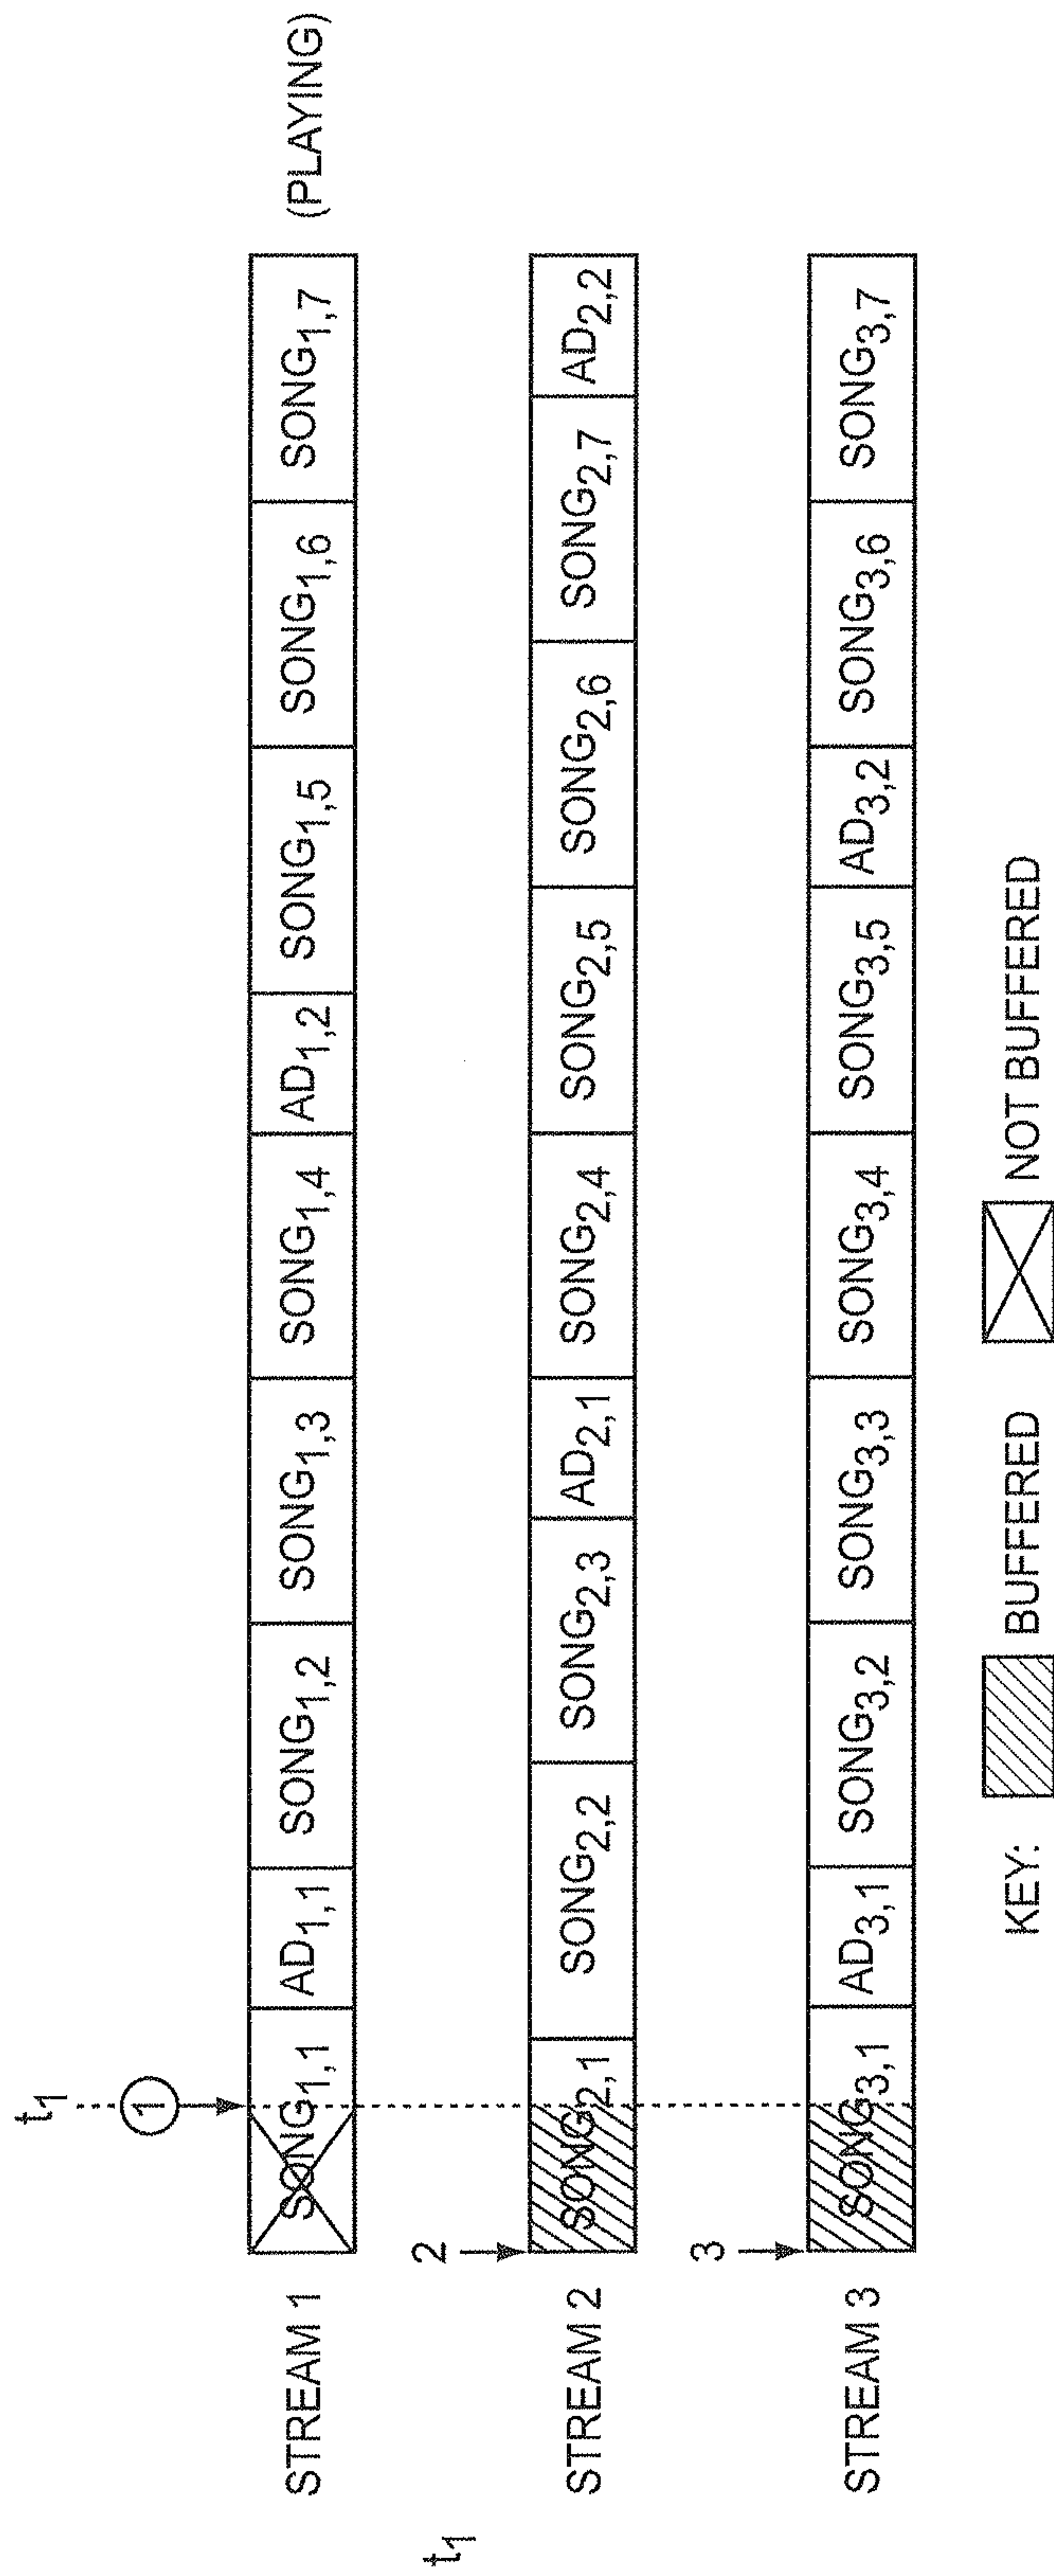 t1
1
STREAM 1 SONG1,1 AD1,1 SONG1,2 SONG1,3 SONG1,4 AD1,2 SONG1,5 SONG1,6 SONG1,7 (PLAYING)
2
t1
STREAM 2 SONG2,1 SONG2,2 SONG2,3 AD2,1 SONG2,4 SONG2,5 SONG2,6 SONG2,7 AD2,2
3
STREAM 3 SONG3,1 AD3,1 SONG3,2 SONG3,3 SONG3,4 SONG3,5 AD3,2 SONG3,6 SONG3,7
KEY: BUFFERED NOT BUFFERED